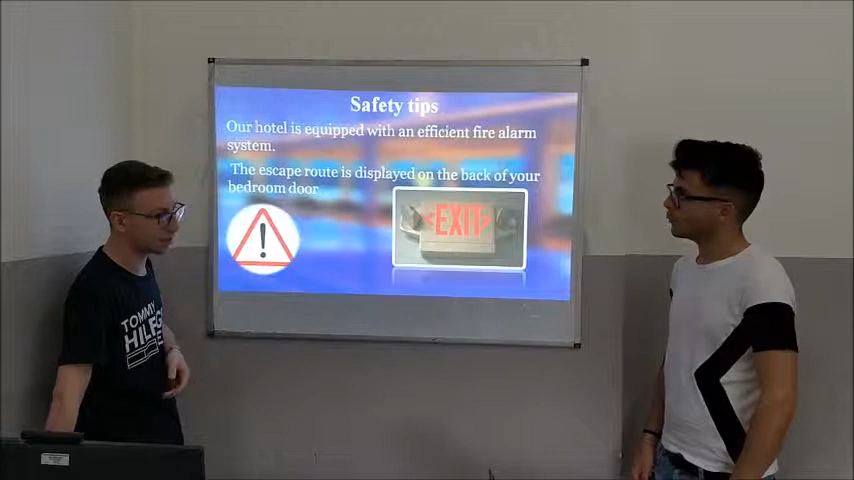 Safety tips
Our hotel is equipped with an efficient fire alarm
system.
The escape route is displayed on the back of your
bedroom door
!
EXIT
TOMMY
HILFIG